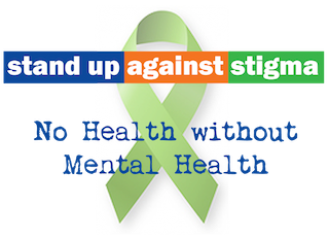 stand up against stigma
No Health without
Mental Health